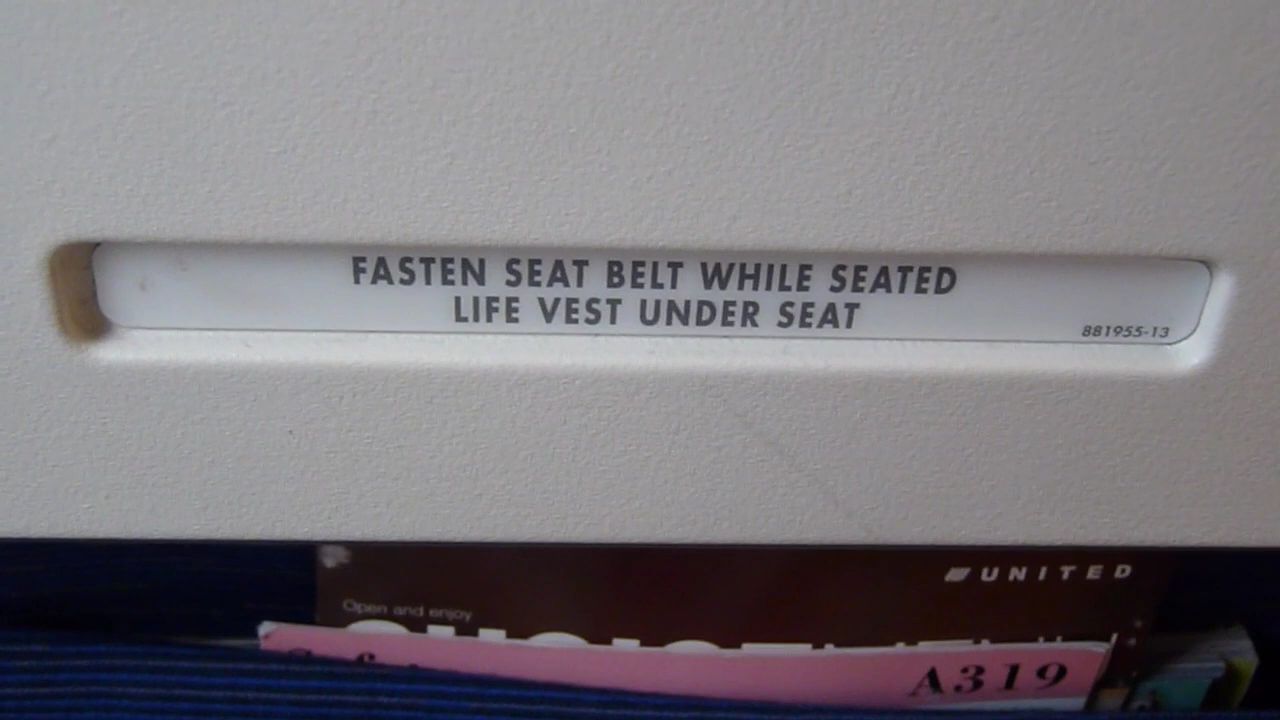 FASTEN SEAT BELT WHILE SEATED
LIFE VEST UNDER SEAT
881955-13
UNITED
Open and enjoy
A319